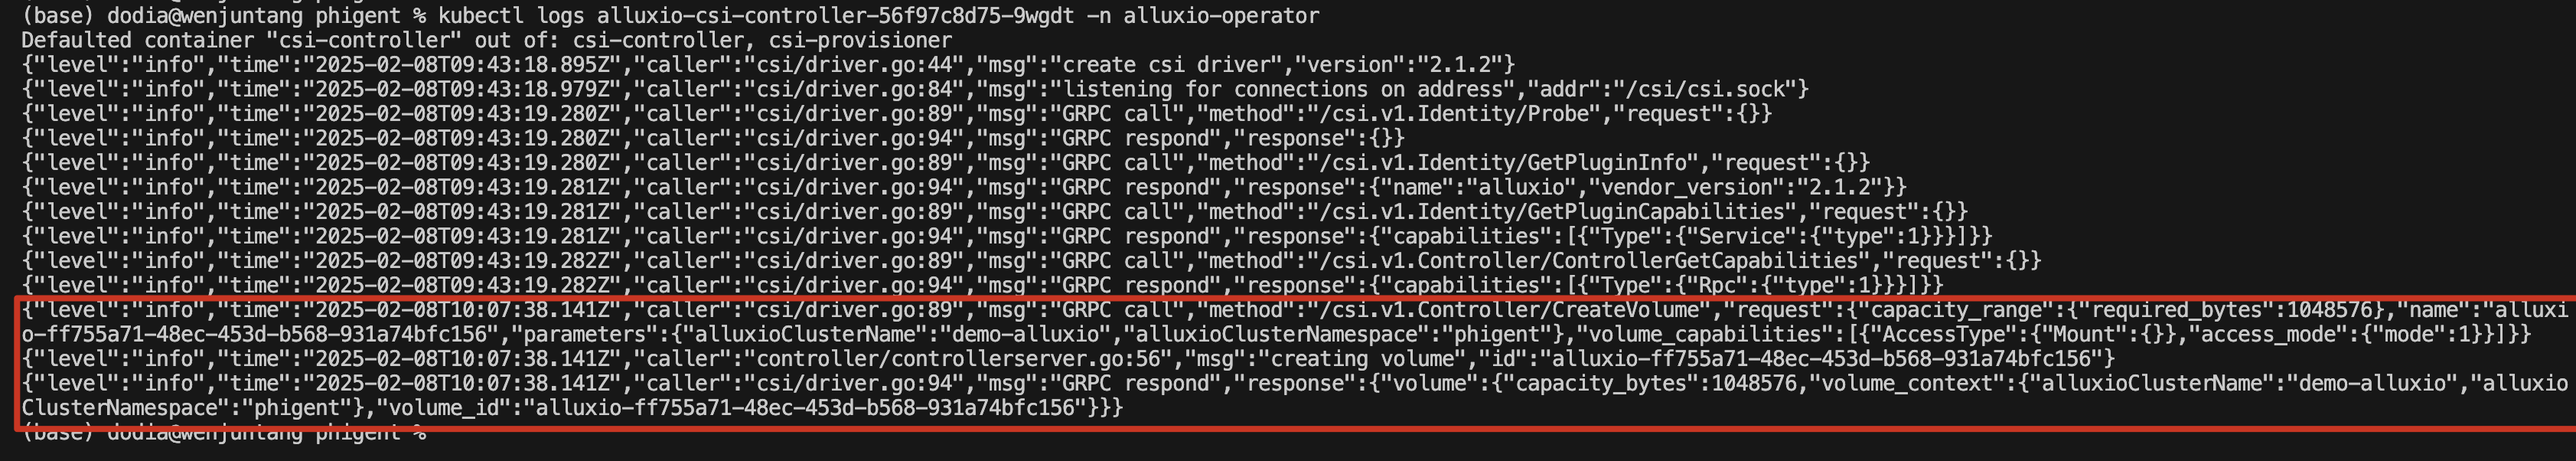 (base) dodia@wenjuntang phigent % kubectl logs alluxio-csi-controller-56f97c8d75-9wgdt -n alluxio-operator
Defaulted container "csi-controller" out of: csi-controller, csi-provisioner
{"level":"info","time":"2025-02-08T09:43:18.895Z","caller":"csi/driver.go:44","msg":"create csi driver","version":"2.1.2"}
{"level":"info","time":"2025-02-08T09:43:18.979Z","caller":"csi/driver.go:84","msg":"listening for connections on address","addr":"/csi/csi.sock"}
{"level":"info","time":"2025-02-08T09:43:19.280Z","caller":"csi/driver.go:89","msg":"GRPC call","method":"/csi.v1.Identity/Probe","request":{}}
{"level":"info","time":"2025-02-08T09:43:19.280Z","caller":"csi/driver.go:94","msg":"GRPC respond","response":{}}
{"level":"info","time":"2025-02-08T09:43:19.280Z","caller":"csi/driver.go:89","msg":"GRPC call","method":"/csi.v1.Identity/GetPluginInfo","request":{}}
{"level":"info","time":"2025-02-08T09:43:19.281Z","caller":"csi/driver.go:94","msg":"GRPC respond","response":{"name":"alluxio","vendor_version":"2.1.2"}}
{"level":"info","time":"2025-02-08T09:43:19.281Z","caller":"csi/driver.go:89","msg":"GRPC call","method":"/csi.v1.Identity/GetPluginCapabilities","request":{}}
{"level":"info","time":"2025-02-08T09:43:19.281Z","caller":"csi/driver.go:94","msg":"GRPC respond","response":{"capabilities":[{"Type":{"Service":{"type":1}}}]}}
{"level":"info","time":"2025-02-08T09:43:19.282Z","caller":"csi/driver.go:89","msg":"GRPC call","method":"/csi.v1.Controller/ControllerGetCapabilities","request":{}}
{"level":"info","time":"2025-02-08T09:43:19.282Z","caller":"csi/driver.go:94","msg":"GRPC respond","response":{"capabilities":[{"Type":{"Rpc":{"type":1}}}]}}
{"level":"info","time":"2025-02-08T10:07:38.141Z","caller":"csi/driver.go:89","msg":"GRPC call","method":"/csi.v1.Controller/CreateVolume","request":{"capacity_range":{"required_bytes":1048576},"name":"alluxi
o-ff755a71-48ec-453d-b568-931a74bfc156","parameters":{"alluxioClusterName":"demo-alluxio","alluxioClusterNamespace":"phigent"},"volume_capabilities":[{"AccessType":{"Mount":{}},"access_mode":{"mode":1}}]}}
{"level":"info","time":"2025-02-08T10:07:38.141Z","caller":"controller/controllerserver.go:56","msg":"creating volume","id":"alluxio-ff755a71-48ec-453d-b568-931a74bfc156"}
{"level":"info","time":"2025-02-08T10:07:38.141Z","caller":"csi/driver.go:94","msg":"GRPC respond","response":{"volume":{"capacity_bytes":1048576,"volume_context":{"alluxioClusterName":"demo-alluxio","alluxio
ClusterNamespace":"phigent"},"volume_id":"alluxio-ff755a71-48ec-453d-b568-931a74bfc156"}}}
(base) dodia@wenjuntang phigent %